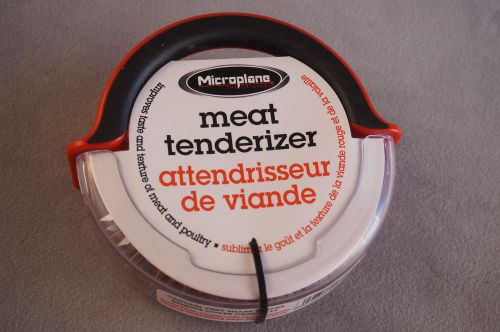 Microplane
meat
tenderizer
attendrisseur
de viande
Improves taste and texture of meat and poultry
sublimer le goût et la texture de la viande rouge et de la volaille